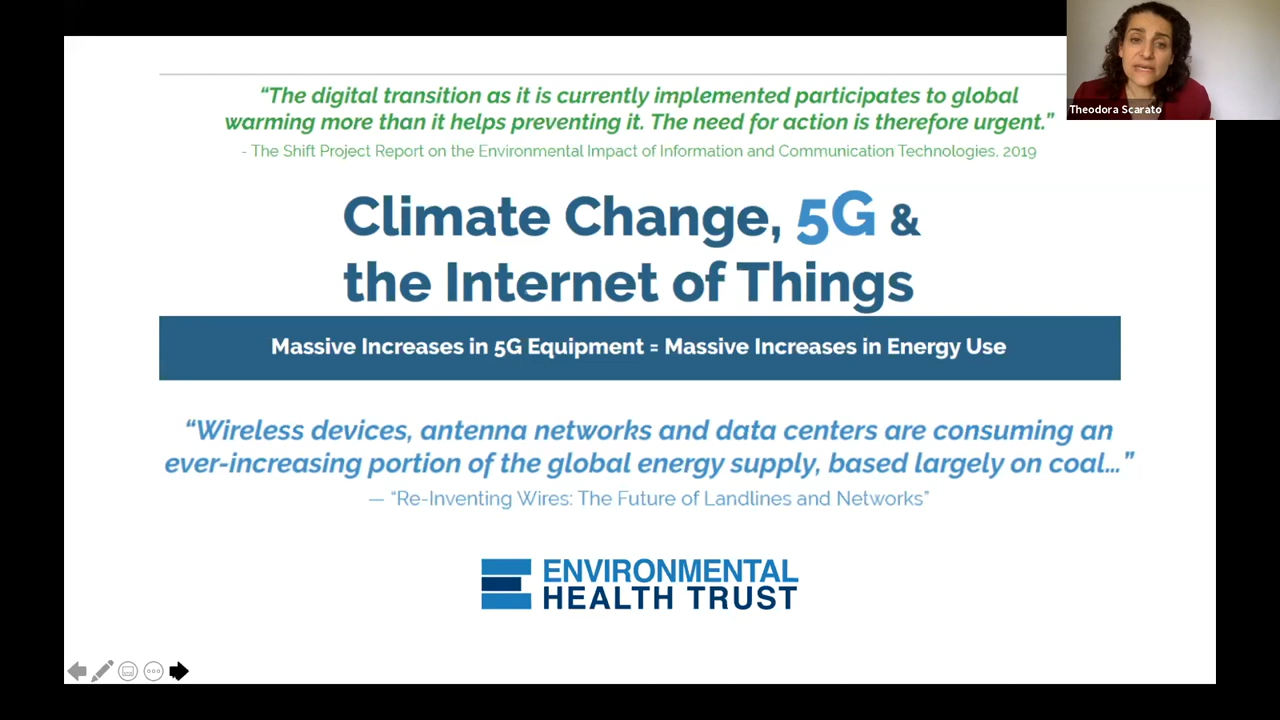 “The digital transition as it is currently implemented participates to global
warming more than it helps preventing it. The need for action is therefore urgent.”
- The Shift Project Report on the Environmental Impact of Information and Communication Technologies, 2019
Theodora Scarato
Climate Change, 5G &
the Internet of Things
Massive Increases in 5G Equipment = Massive Increases in Energy Use
“Wireless devices, antenna networks and data centers are consuming an
ever-increasing portion of the global energy supply, based largely on coal...”
— “Re-Inventing Wires: The Future of Landlines and Networks”
ENVIRONMENTAL
HEALTH TRUST